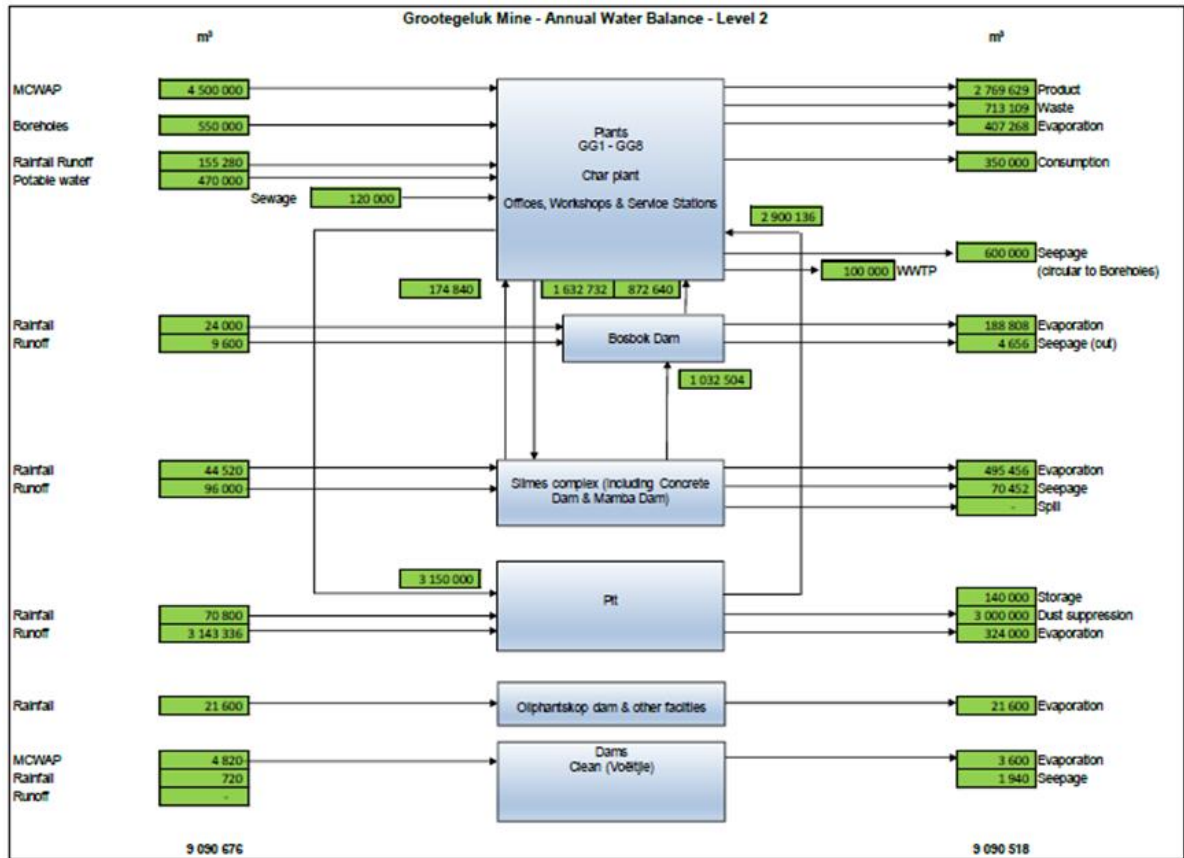 Grootegeluk Mine - Annual Water Balance - Level 2
m³ m³
MCWAP 4 500 000 2 769 629 Product
713 109 Waste
Boreholes 550 000 407 268 Evaporation
Plants
GG1 - GG8
Rainfall Runoff 155 280 350 000 Consumption
Potable water 470 000 Char plant
Sewage 120 000 Offices, Workshops & Service Stations
2 900 136
600 000 Seepage
100 000 WWTP (circular to Boreholes)
174 840 1 632 732 872 640
Rainfall 24 000 188 808 Evaporation
Runoff 9 600 Bosbok Dam 4 656 Seepage (out)
1 032 504
Rainfall 44 520 495 456 Evaporation
Runoff 96 000 Slimes complex (Including Concrete 70 452 Seepage
Dam & Mamba Dam) - Spill
3 150 000
Pit 140 000 Storage
Rainfall 70 800 3 000 000 Dust suppression
Runoff 3 143 336 324 000 Evaporation
Rainfall 21 600 Oliphantskop dam & other facilties 21 600 Evaporation
Dams
MCWAP 4 820 Clean (Voëltjie) 3 600 Evaporation
Rainfall 720 1 940 Seepage
Runoff -
9 090 676 9 090 518